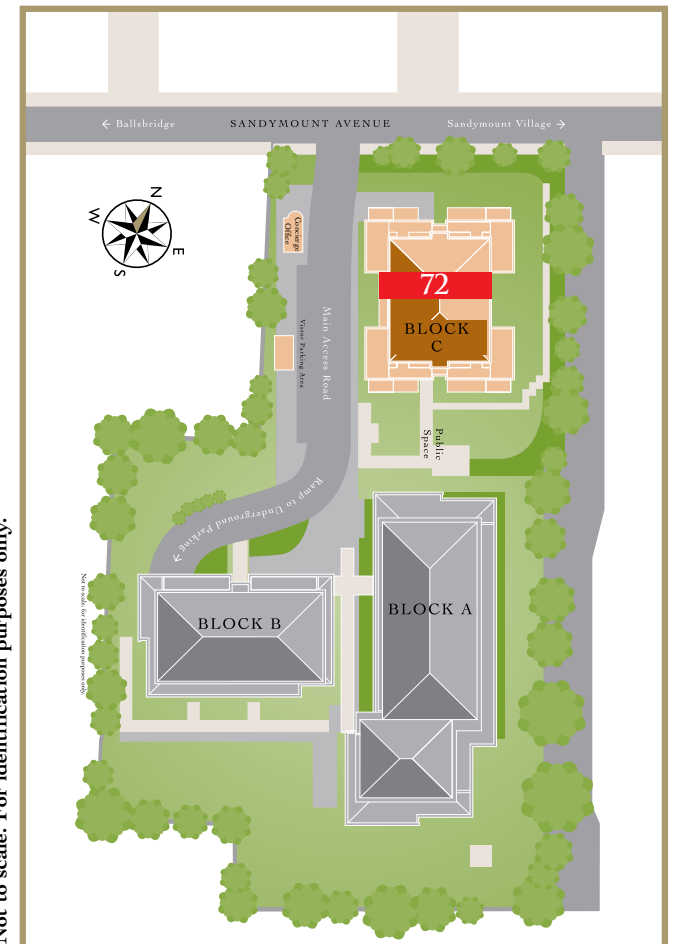 ← Ballsbridge
SANDYMOUNT AVENUE
Sandymount Village →
N
W
E
S
Concierge
Office
72
BLOCK
C
Main Access Road
Vistor Parking Area
Public
Space
Ramp to Underground Parking →
BLOCK A
BLOCK B
Not to scale, for identification purposes only.
Not to scale. For identification purposes only.